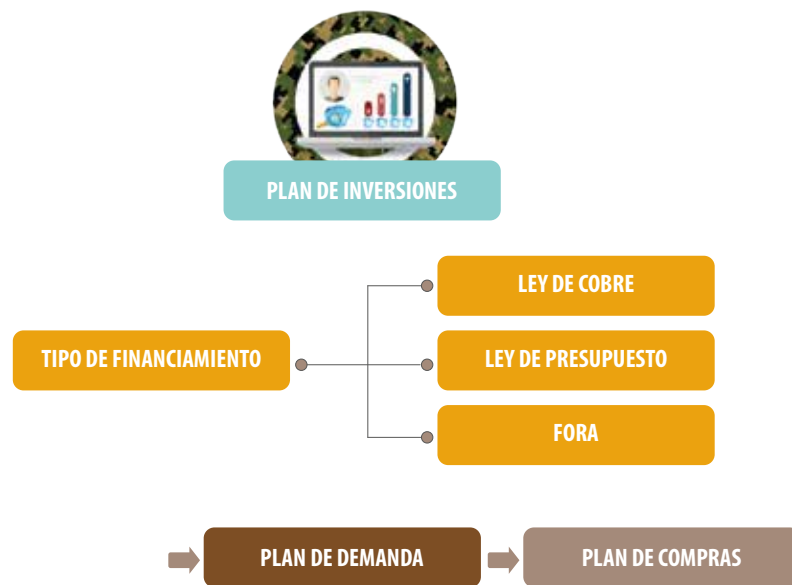 PLAN DE INVERSIONES
LEY DE COBRE
TIPO DE FINANCIAMIENTO
LEY DE PRESUPUESTO
FORA
PLAN DE DEMANDA
PLAN DE COMPRAS